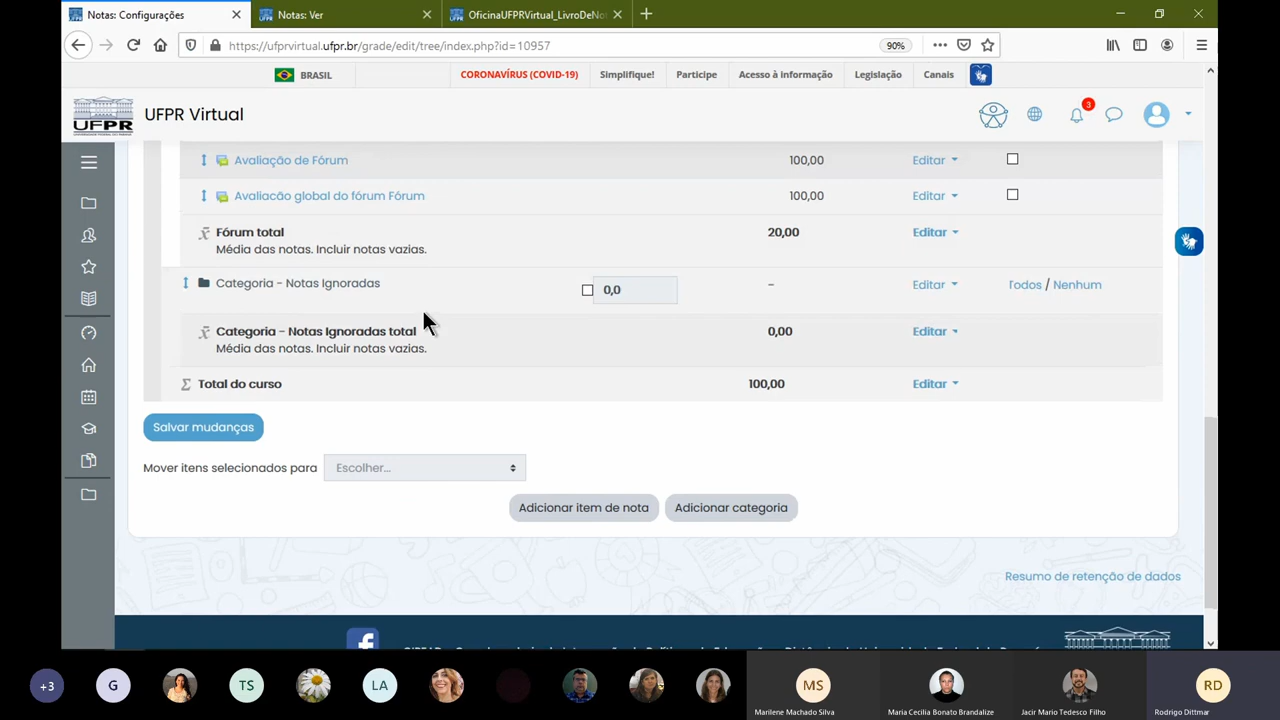 Notas: Configurações
Notas: Ver
OficinaUFPRVirtual_LivroDeNo
https://ufprvirtual.ufpr.br/grade/edit/tree/index.php?id=10957
90%
BRASIL
CORONAVÍRUS (COVID-19)
Simplifique!
Participe
Acesso à informação
Legislação
Canais
UFPR
UFPR Virtual
3
Avaliação de Fórum
100,00
Editar
Avaliacão global do fórum Fórum
100,00
Editar
Fórum total
20,00
Editar
Média das notas. Incluir notas vazias.
Categoria - Notas Ignoradas
0,0
-
Editar
Todos / Nenhum
Categoria - Notas Ignoradas total
0,00
Editar
Média das notas. Incluir notas vazias.
Total do curso
100,00
Editar
Salvar mudanças
Mover itens selecionados para
Escolher...
Adicionar item de nota
Adicionar categoria
Resumo de retenção de dados
+3
G
TS
LA
MS
RD
Marilene Machado Silva
Maria Cecilia Bonato Brandalize
Jacir Mario Tedesco Filho
Rodrigo Dittmar